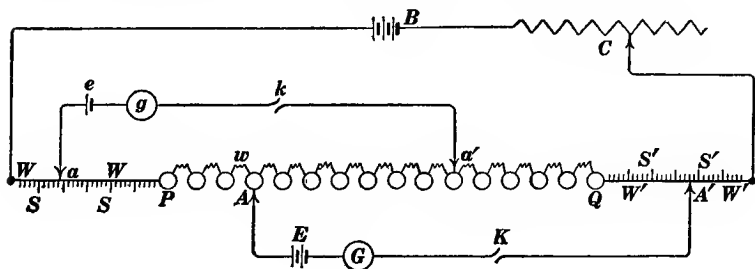 B
C
e
g
k
W a W w a' S' S'
S S P A Q W' A' W'
E G K